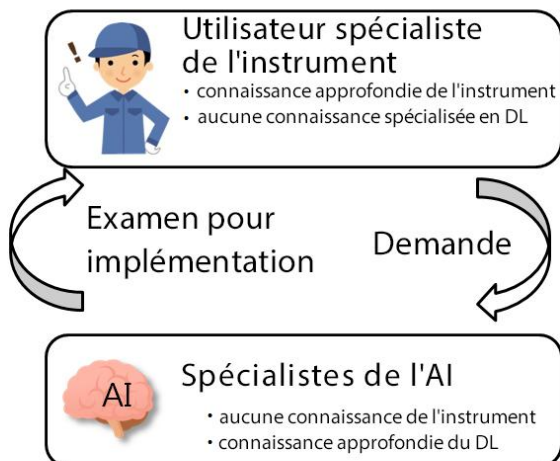 Utilisateur spécialiste
de l'instrument
• connaissance approfondie de l'instrument
• aucune connaissance spécialisée en DL
Examen pour
implémentation
Demande
AI
Spécialistes de l'AI
• aucune connaissance de l'instrument
• connaissance approfondie du DL